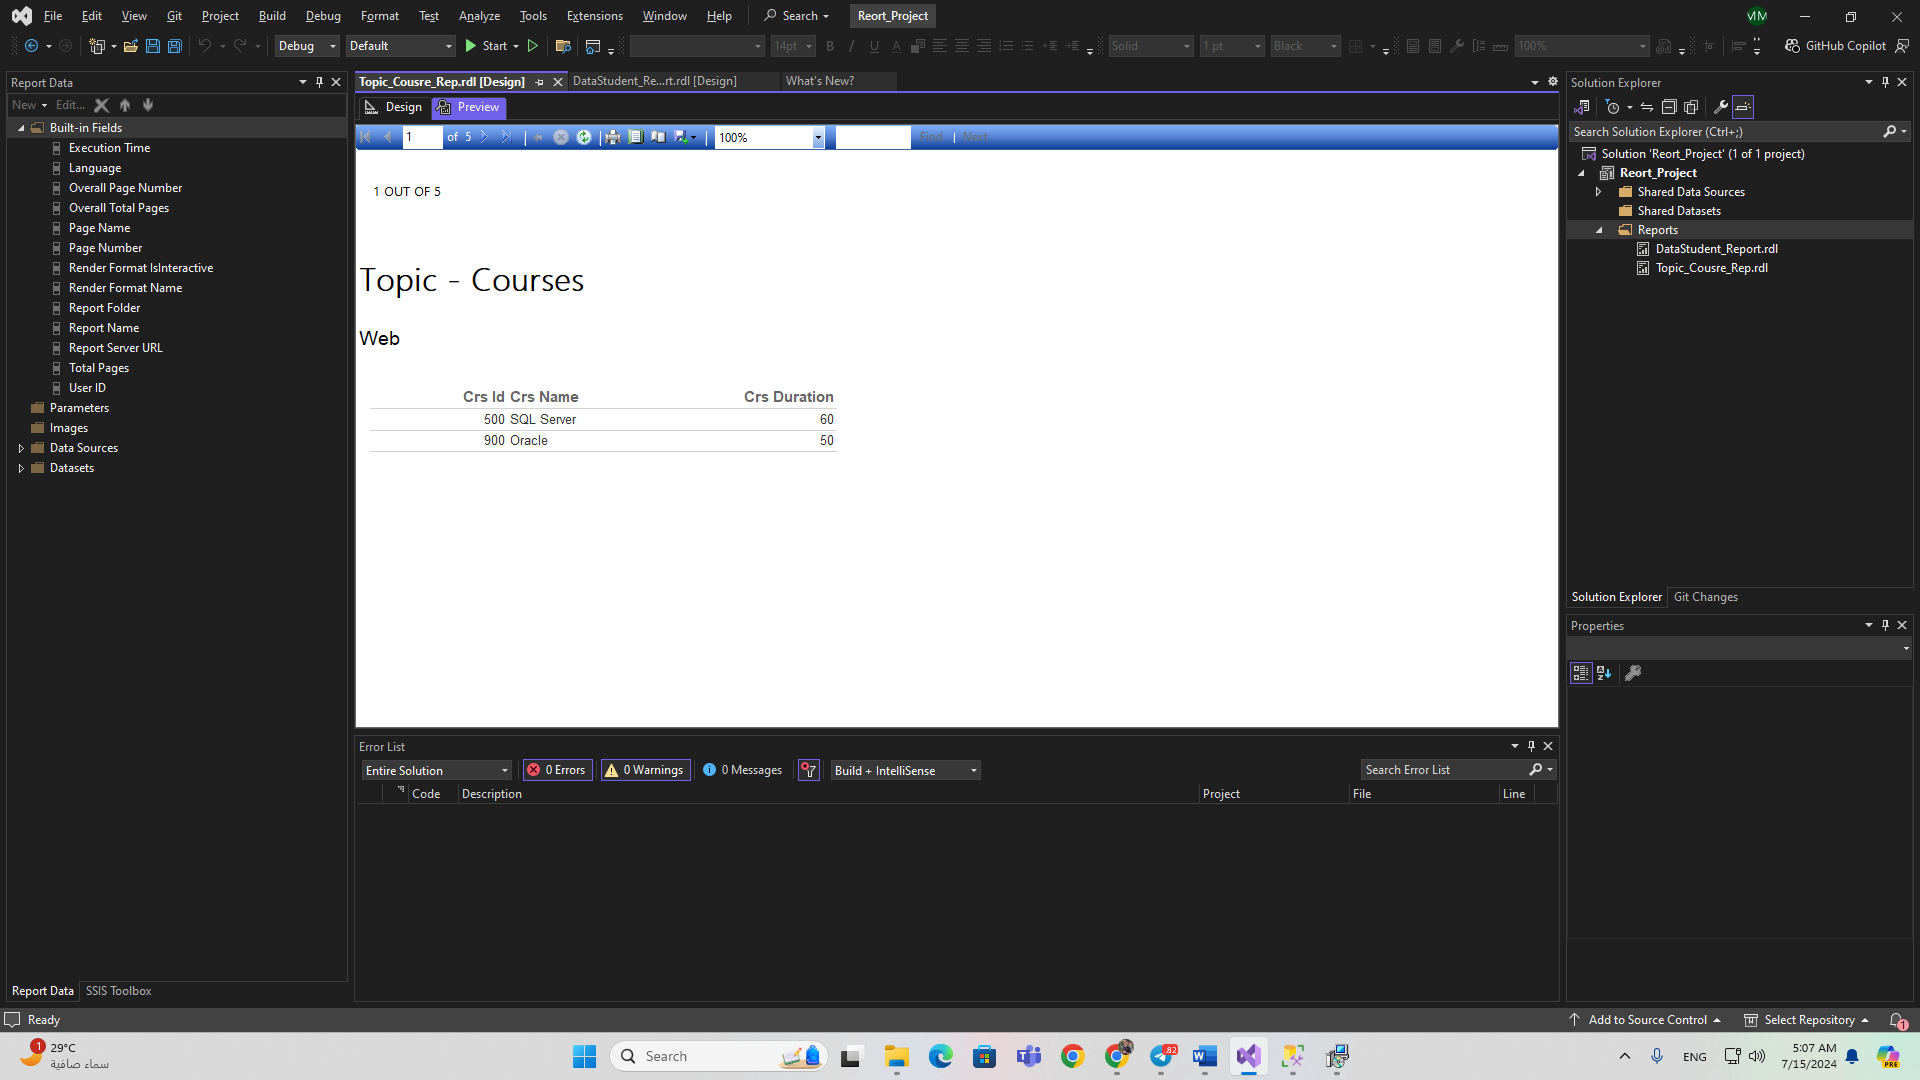 File Edit View Git Project Build Debug Format Test Analyze Tools Extensions Window Help Search Reort_Project
Debug Default Start 14pt B I U A Solid 1 pt Black 100% GitHub Copilot
Report Data
New Edit...
Built-in Fields
Execution Time
Language
Overall Page Number
Overall Total Pages
Page Name
Page Number
Render Format IsInteractive
Render Format Name
Report Folder
Report Name
Report Server URL
Total Pages
User ID
Parameters
Images
Data Sources
Datasets
Report Data SSIS Toolbox
Topic_Cousre_Rep.rdl [Design] DataStudent_Re...rt.rdl [Design] What's New?
Design Preview
1 of 5 100% Find | Next
1 OUT OF 5
Topic - Courses
Web
Crs Id Crs Name Crs Duration
500 SQL Server 60
900 Oracle 50
Error List
Entire Solution 0 Errors 0 Warnings 0 Messages Build + IntelliSense Search Error List
Code Description Project File Line
Solution Explorer
Search Solution Explorer (Ctrl+;)
Solution 'Reort_Project' (1 of 1 project)
Reort_Project
Shared Data Sources
Shared Datasets
Reports
DataStudent_Report.rdl
Topic_Cousre_Rep.rdl
Solution Explorer Git Changes
Properties
Ready Add to Source Control Select Repository 1
1 29°C
سماء صافية
Search
82
ENG
5:07 AM
7/15/2024
PRE